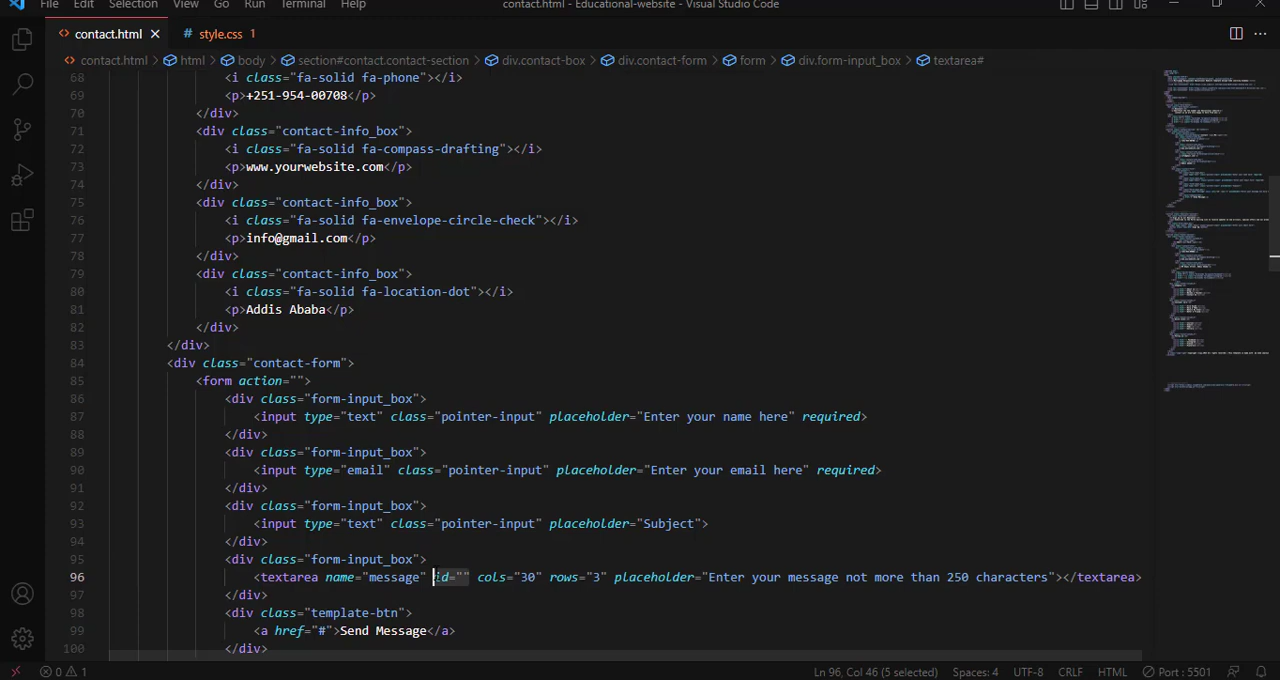 File Edit Selection View Go Run Terminal Help contact.html - Educational-website - Visual Studio Code
contact.html style.css 1
contact.html html body section#contact.contact-section div.contact-box div.contact-form form div.form-input_box textarea#
68 <i class="fa-solid fa-phone"></i>
69 <p>+251-954-00708</p>
70 </div>
71 <div class="contact-info_box">
72 <i class="fa-solid fa-compass-drafting"></i>
73 <p>www.yourwebsite.com</p>
74 </div>
75 <div class="contact-info_box">
76 <i class="fa-solid fa-envelope-circle-check"></i>
77 <p>info@gmail.com</p>
78 </div>
79 <div class="contact-info_box">
80 <i class="fa-solid fa-location-dot"></i>
81 <p>Addis Ababa</p>
82 </div>
83 </div>
84 <div class="contact-form">
85 <form action="">
86 <div class="form-input_box">
87 <input type="text" class="pointer-input" placeholder="Enter your name here" required>
88 </div>
89 <div class="form-input_box">
90 <input type="email" class="pointer-input" placeholder="Enter your email here" required>
91 </div>
92 <div class="form-input_box">
93 <input type="text" class="pointer-input" placeholder="Subject">
94 </div>
95 <div class="form-input_box">
96 <textarea name="message" id="" cols="30" rows="3" placeholder="Enter your message not more than 250 characters"></textarea>
97 </div>
98 <div class="template-btn">
99 <a href="#">Send Message</a>
100 </div>
0 1 Ln 96, Col 46 (5 selected) Spaces: 4 UTF-8 CRLF HTML Port : 5501